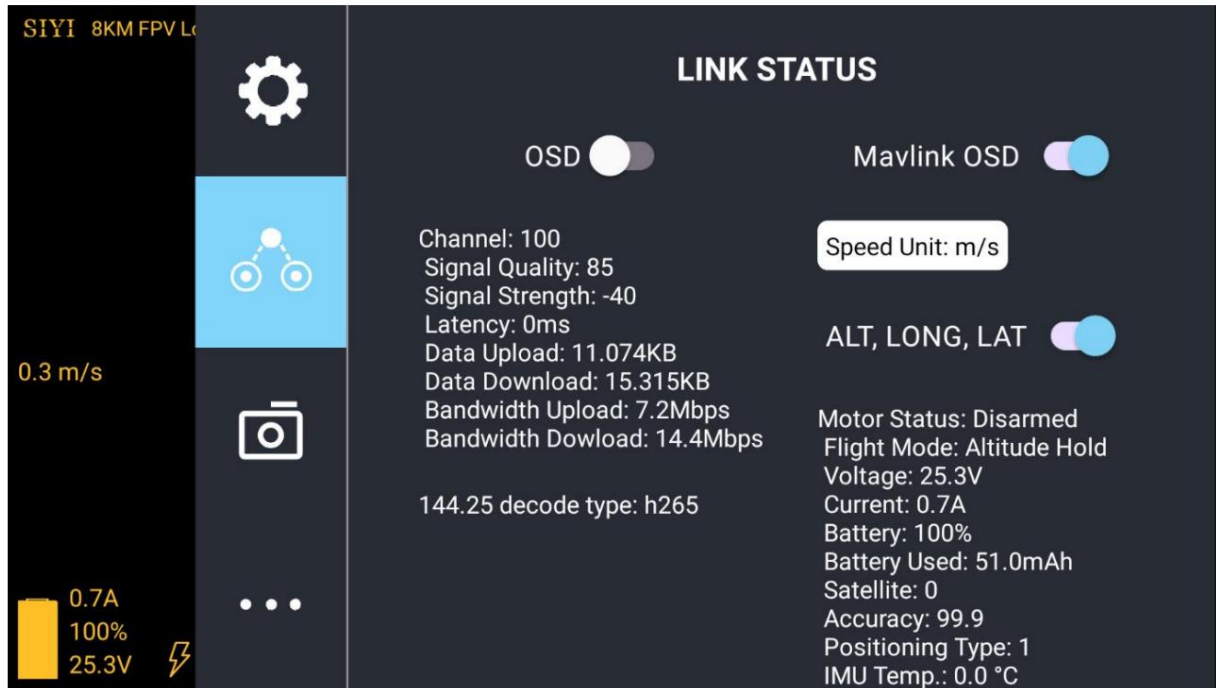 SIYI 8KM FPV Lo
0.3 m/s
0.7A
100%
25.3V
LINK STATUS
OSD
Mavlink OSD
Channel: 100
Signal Quality: 85
Signal Strength: -40
Latency: 0ms
Data Upload: 11.074KB
Data Download: 15.315KB
Bandwidth Upload: 7.2Mbps
Bandwidth Dowload: 14.4Mbps
144.25 decode type: h265
Speed Unit: m/s
ALT, LONG, LAT
Motor Status: Disarmed
Flight Mode: Altitude Hold
Voltage: 25.3V
Current: 0.7A
Battery: 100%
Battery Used: 51.0mAh
Satellite: 0
Accuracy: 99.9
Positioning Type: 1
IMU Temp.: 0.0 °C